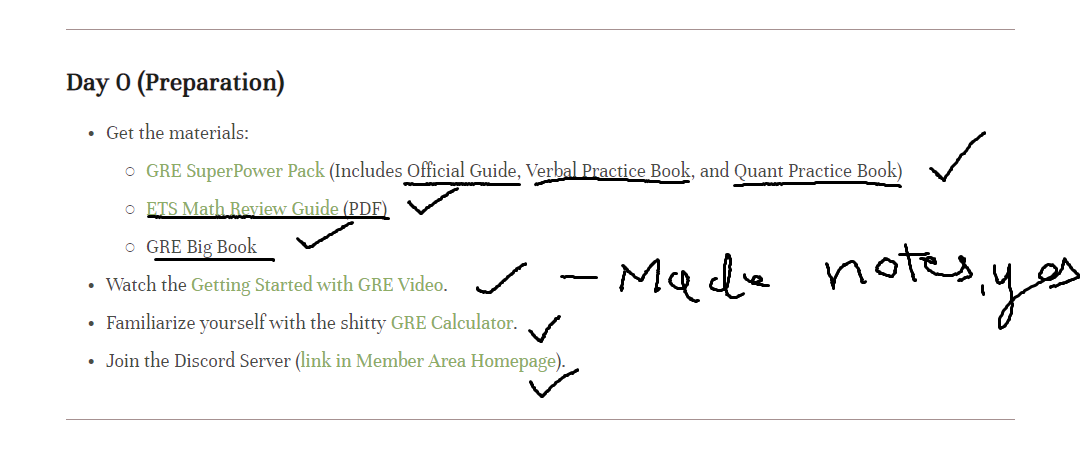 Day 0 (Preparation)
• Get the materials:
○ GRE SuperPower Pack (Includes Official Guide, Verbal Practice Book, and Quant Practice Book)
○ ETS Math Review Guide (PDF)
○ GRE Big Book
• Watch the Getting Started with GRE Video. — Made notes, yes
• Familiarize yourself with the shitty GRE Calculator.
• Join the Discord Server (link in Member Area Homepage).